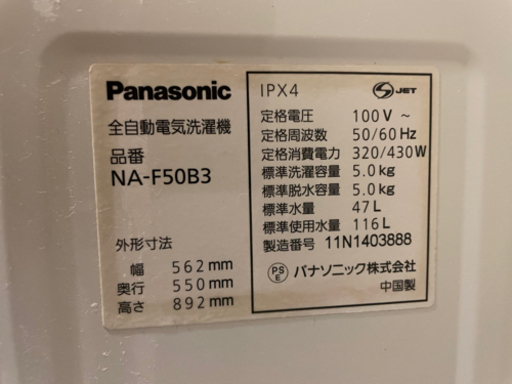 Panasonic
全自動電気洗濯機
品番
NA-F50B3
外形寸法
幅 562mm
奥行 550mm
高さ 892mm
IPX4
S JET
定格電圧 100V～
定格周波数 50/60Hz
定格消費電力 320/430W
標準洗濯容量 5.0kg
標準脱水容量 5.0kg
標準水量 47L
標準使用水量 116L
製造番号 11N1403888
PS
E
パナソニック株式会社
中国製